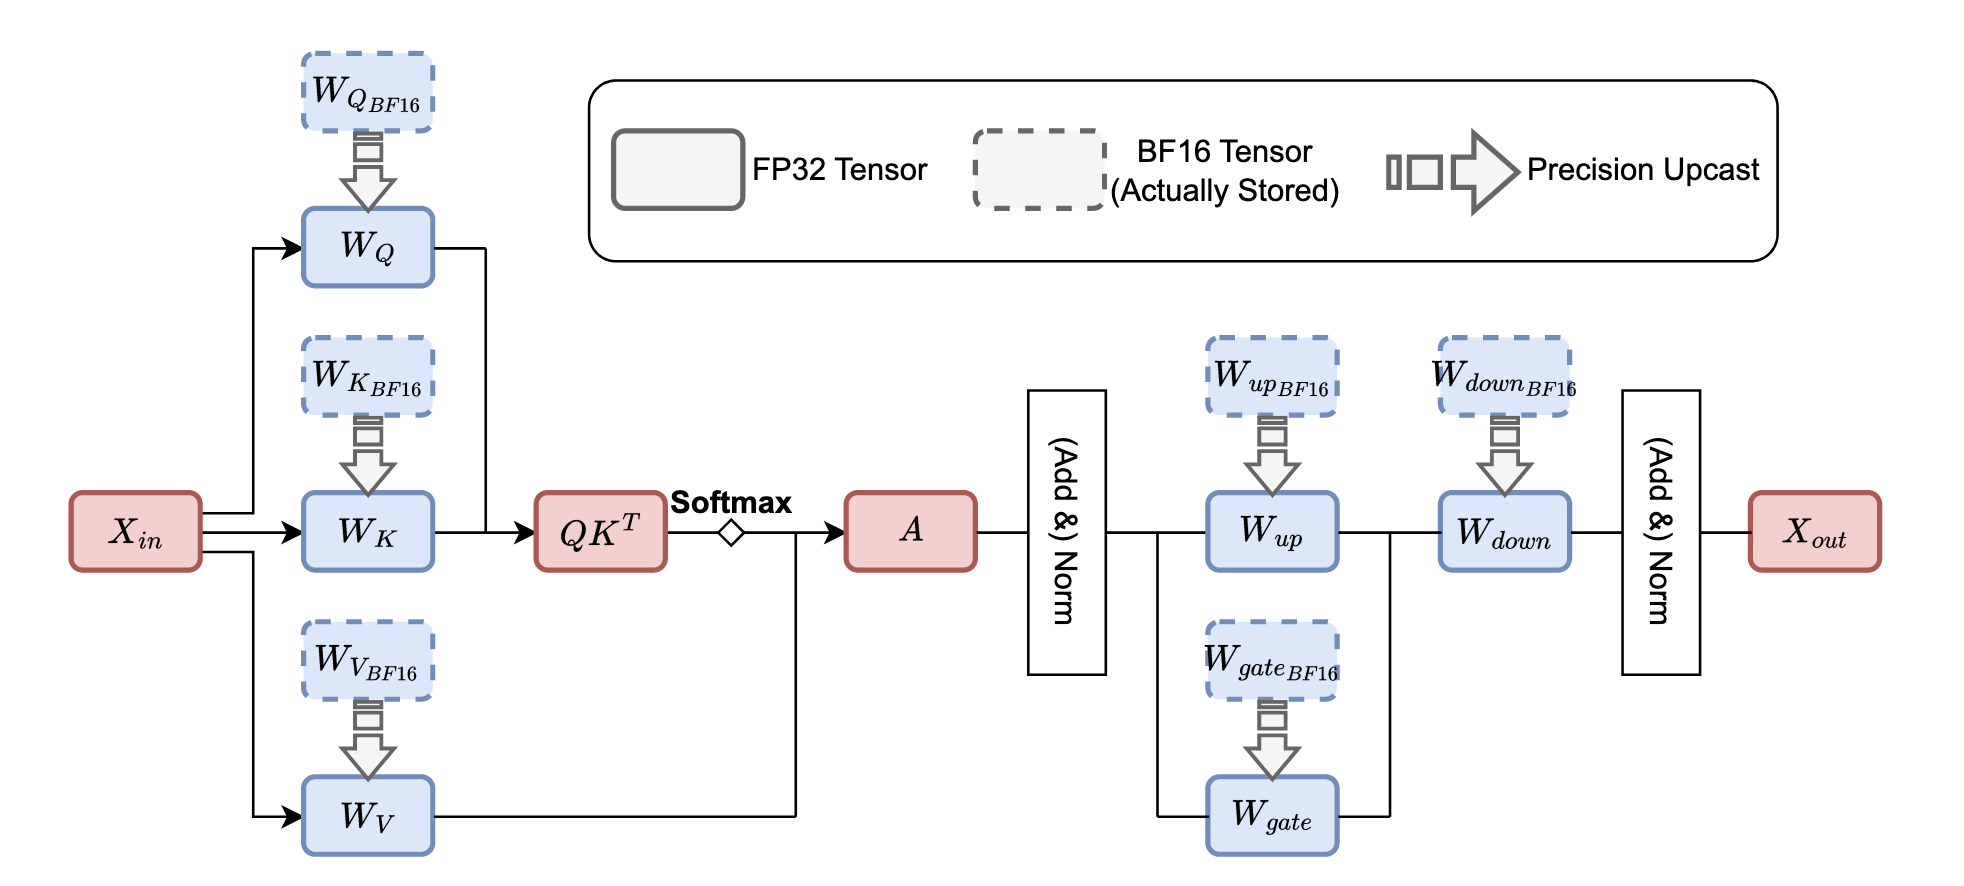 W_{Q_{BF16}}
FP32 Tensor
BF16 Tensor
(Actually Stored)
Precision Upcast
W_Q
W_{K_{BF16}}
W_{up_{BF16}}
W_{down_{BF16}}
X_{in}
W_K
QK^T
Softmax
A
(Add &) Norm
W_{up}
W_{down}
(Add &) Norm
X_{out}
W_{V_{BF16}}
W_{gate_{BF16}}
W_V
W_{gate}